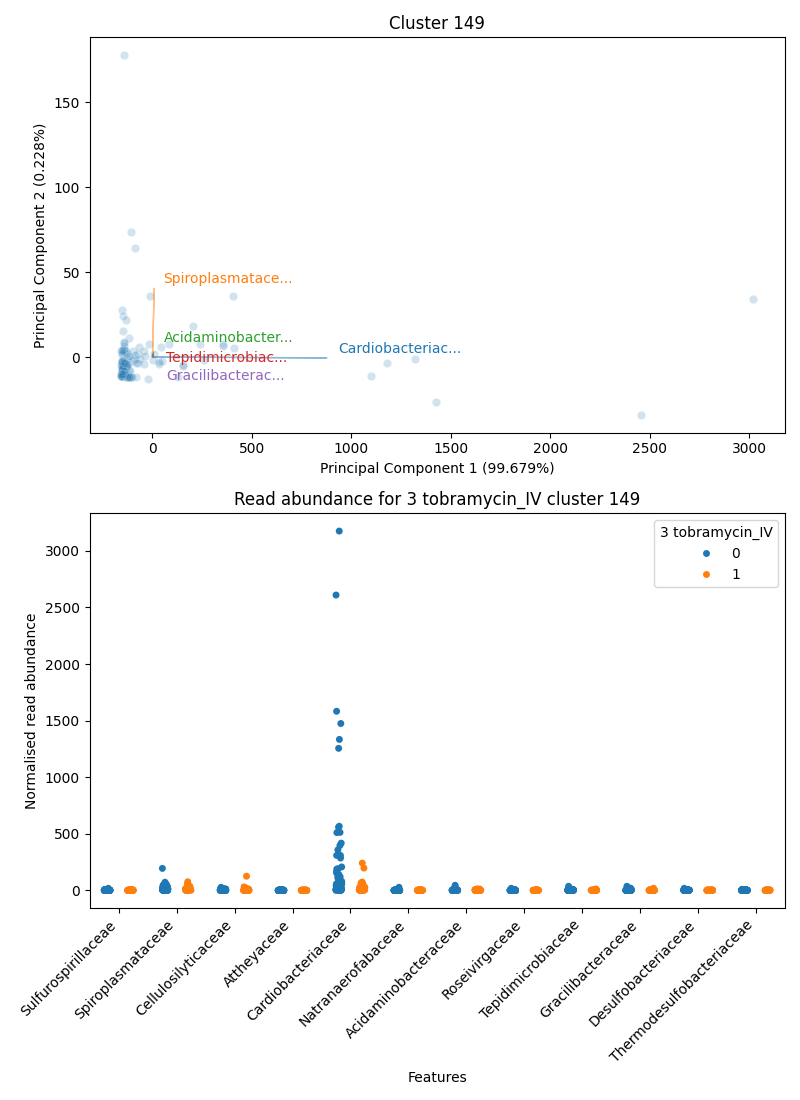 Cluster 149
150
100
50
0
Principal Component 2 (0.228%)
Spiroplasmatace...
Acidaminobacter...
Cardiobacteriac...
Tepidimicrobiac...
Gracilibacterac...
0 500 1000 1500 2000 2500 3000
Principal Component 1 (99.679%)
Read abundance for 3 tobramycin_IV cluster 149
3 tobramycin_IV
0
1
3000
2500
2000
1500
1000
500
0
Normalised read abundance
Sulfurospirillaceae
Spiroplasmataceae
Cellulosilyticaceae
Attheyaceae
Cardiobacteriaceae
Natranaerofabaceae
Acidaminobacteraceae
Roseivirgaceae
Tepidimicrobiaceae
Gracilibacteraceae
Desulfobacteriaceae
Thermodesulfobacteriaceae
Features